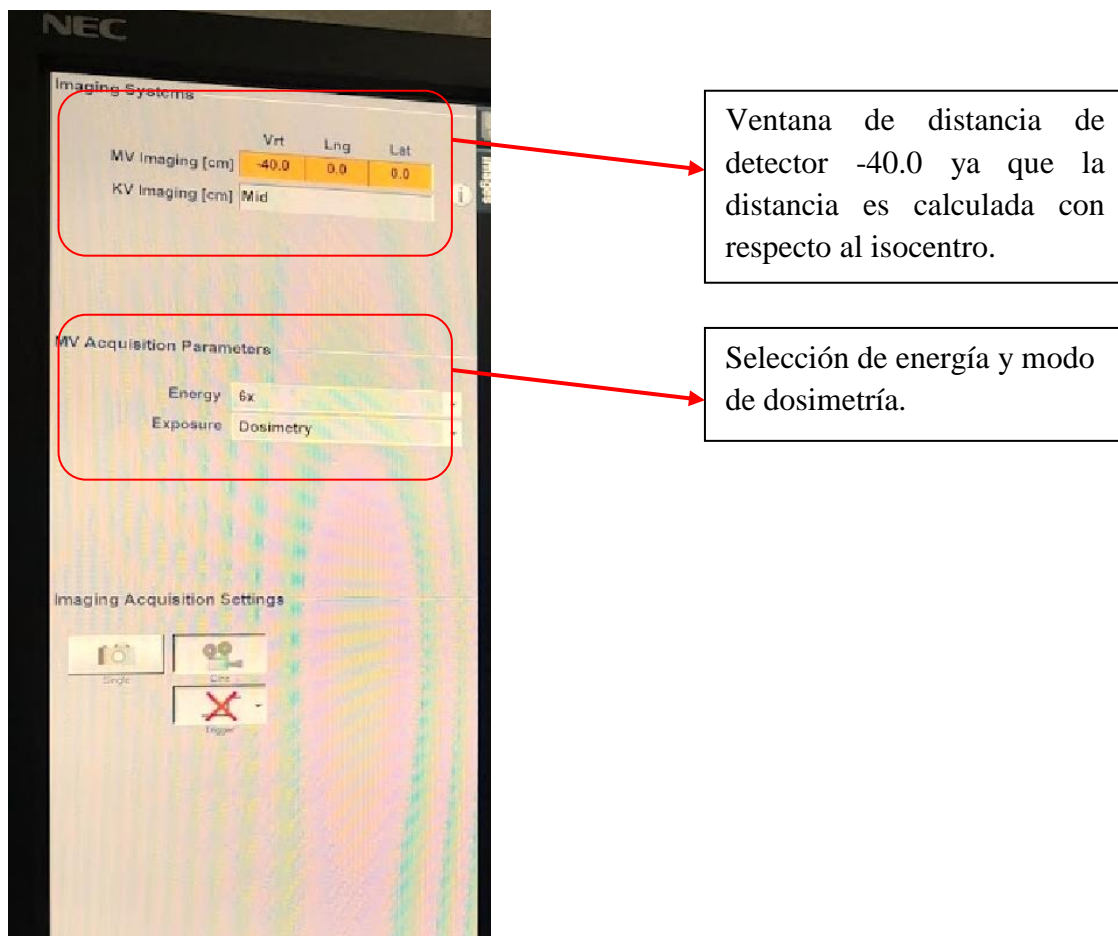 NEC
Imaging Systems
Vrt Lng Lat
MV Imaging [cm] -40.0 0.0 0.0
KV Imaging [cm] Mid
i
Images
MV Acquisition Parameters
Energy 6x
Exposure Dosimetry
Imaging Acquisition Settings
Single
Cine
Trigger
Ventana de distancia de
detector -40.0 ya que la
distancia es calculada con
respecto al isocentro.
Selección de energía y modo
de dosimetría.